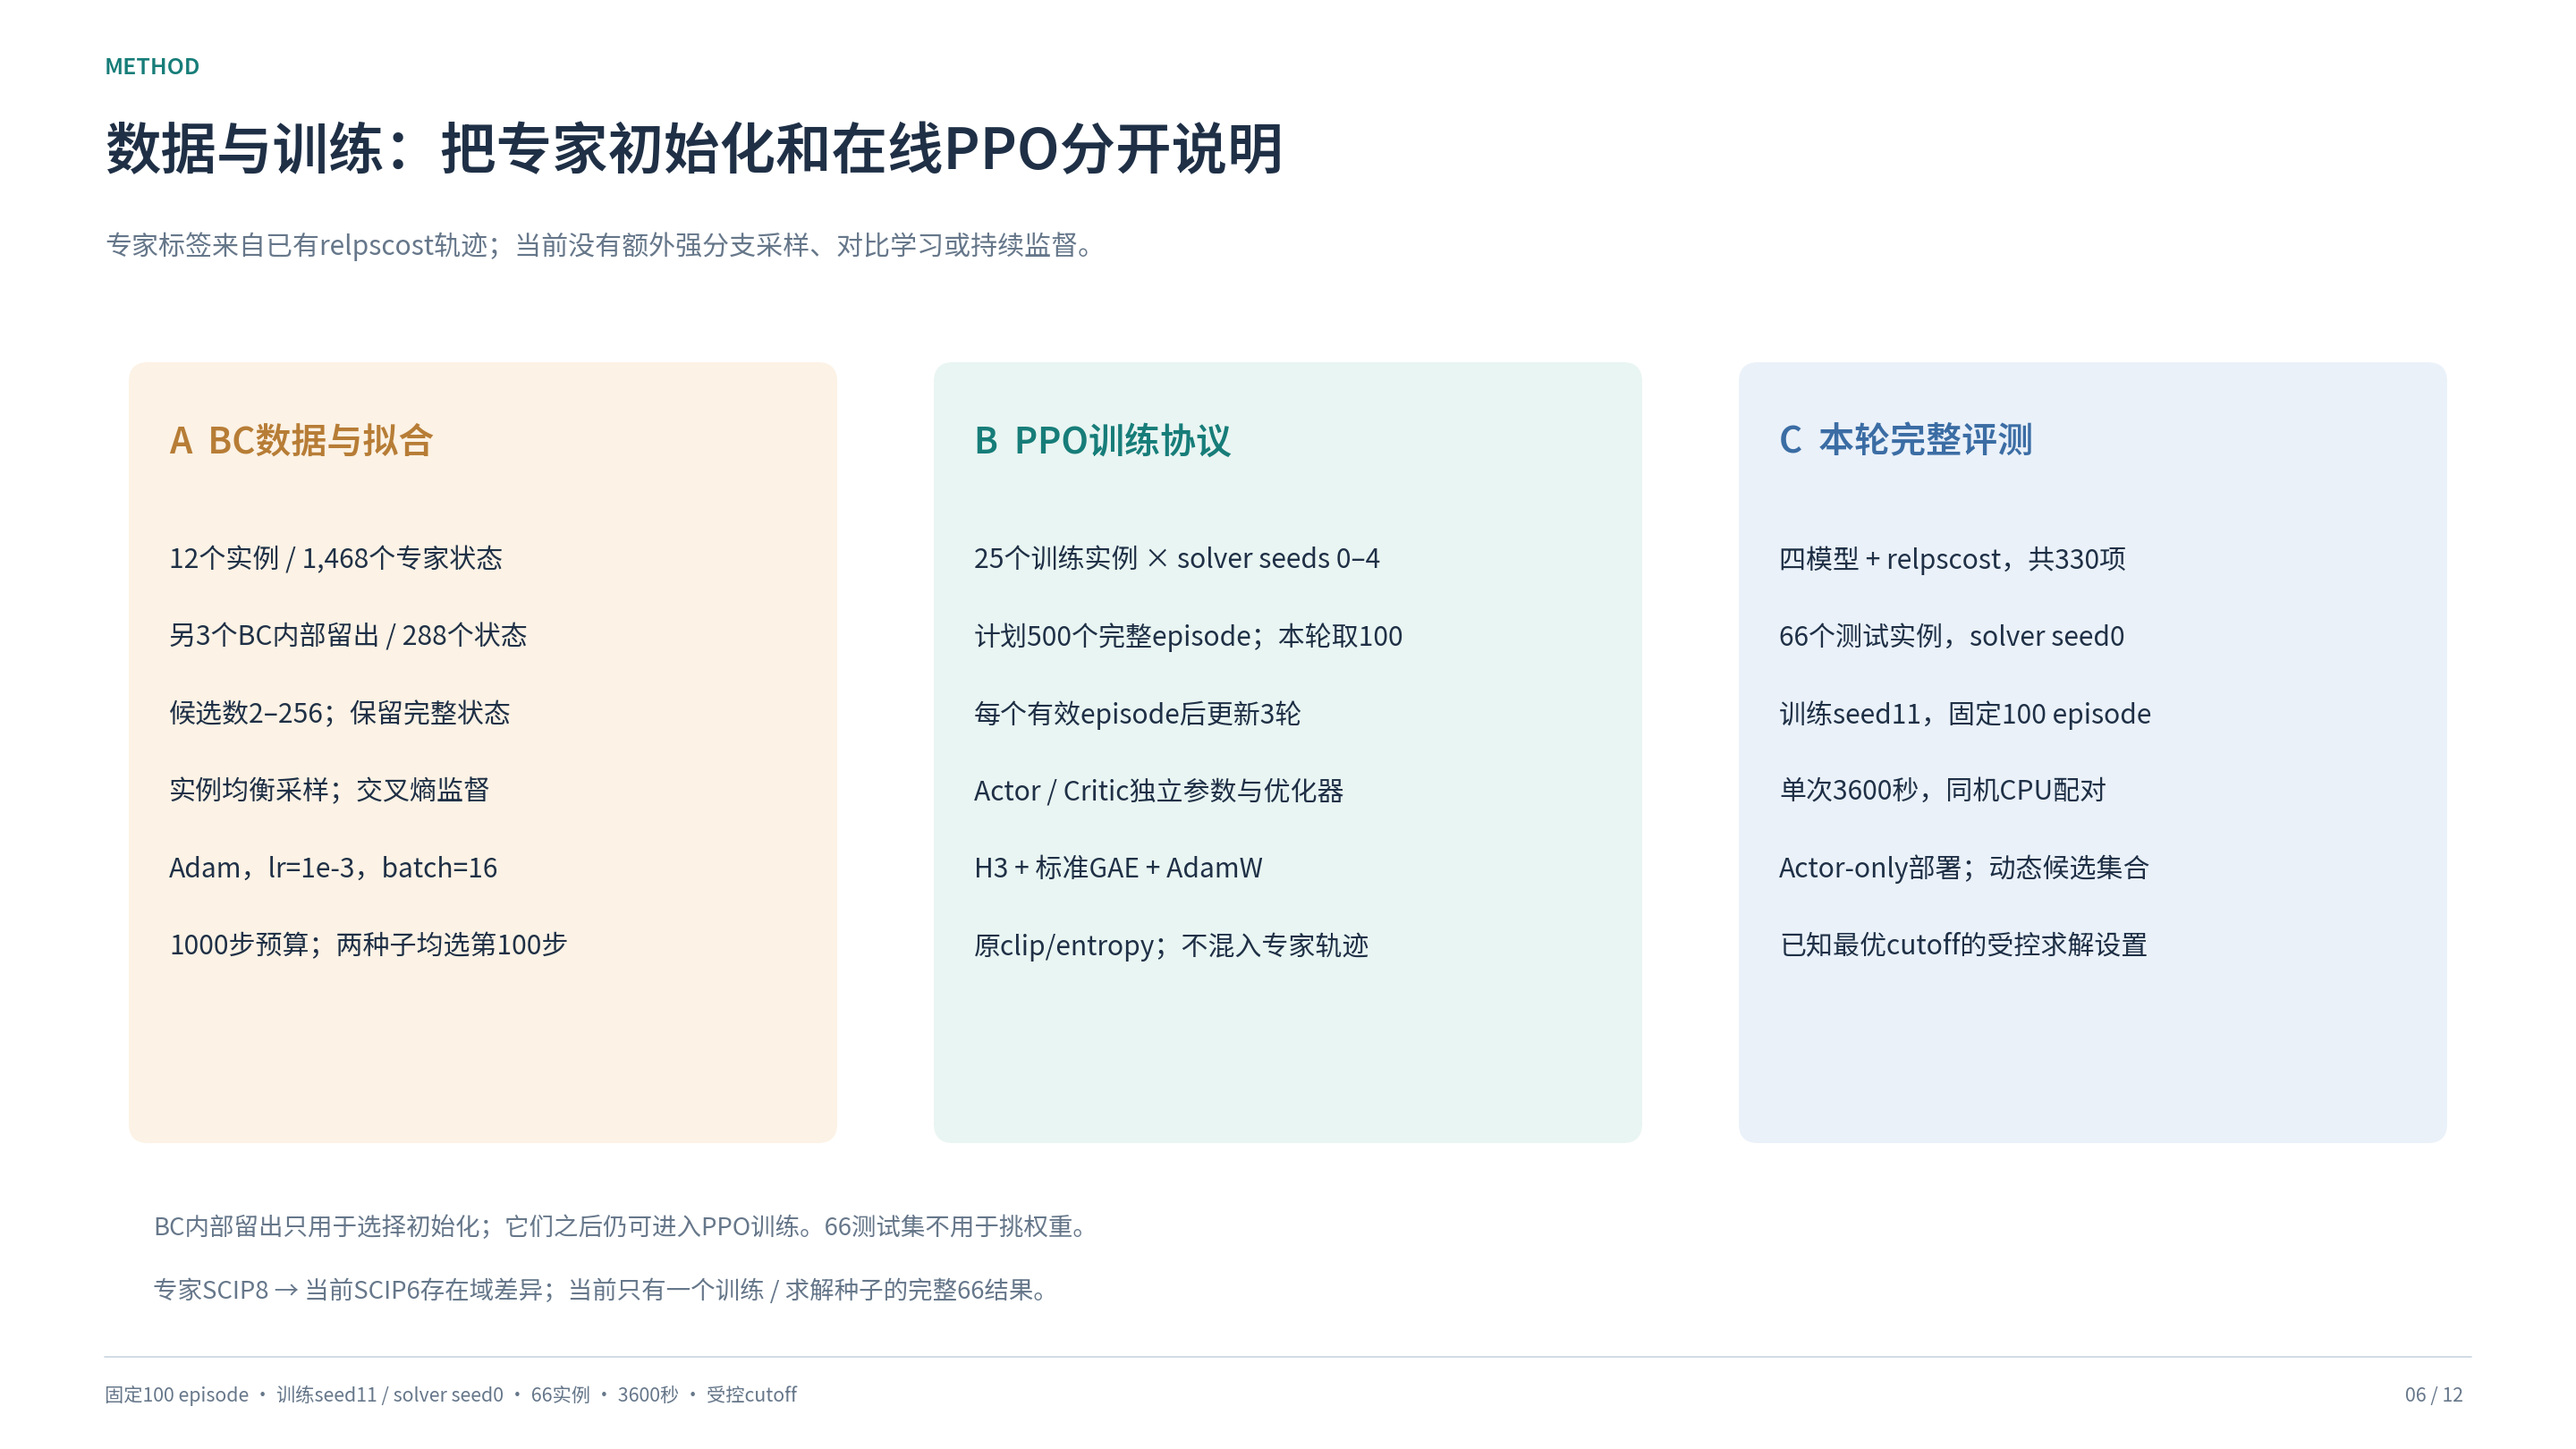 METHOD
数据与训练：把专家初始化和在线PPO分开说明
专家标签来自已有relpscost轨迹；当前没有额外强分支采样、对比学习或持续监督。
A BC数据与拟合
12个实例 / 1,468个专家状态
另3个BC内部留出 / 288个状态
候选数2–256；保留完整状态
实例均衡采样；交叉熵监督
Adam，lr=1e-3，batch=16
1000步预算；两种子均选第100步
B PPO训练协议
25个训练实例 × solver seeds 0–4
计划500个完整episode；本轮取100
每个有效episode后更新3轮
Actor / Critic独立参数与优化器
H3 + 标准GAE + AdamW
原clip/entropy；不混入专家轨迹
C 本轮完整评测
四模型 + relpscost，共330项
66个测试实例，solver seed0
训练seed11，固定100 episode
单次3600秒，同机CPU配对
Actor-only部署；动态候选集合
已知最优cutoff的受控求解设置
BC内部留出只用于选择初始化；它们之后仍可进入PPO训练。66测试集不用于挑权重。
专家SCIP8 → 当前SCIP6存在域差异；当前只有一个训练 / 求解种子的完整66结果。
固定100 episode • 训练seed11 / solver seed0 • 66实例 • 3600秒 • 受控cutoff
06 / 12